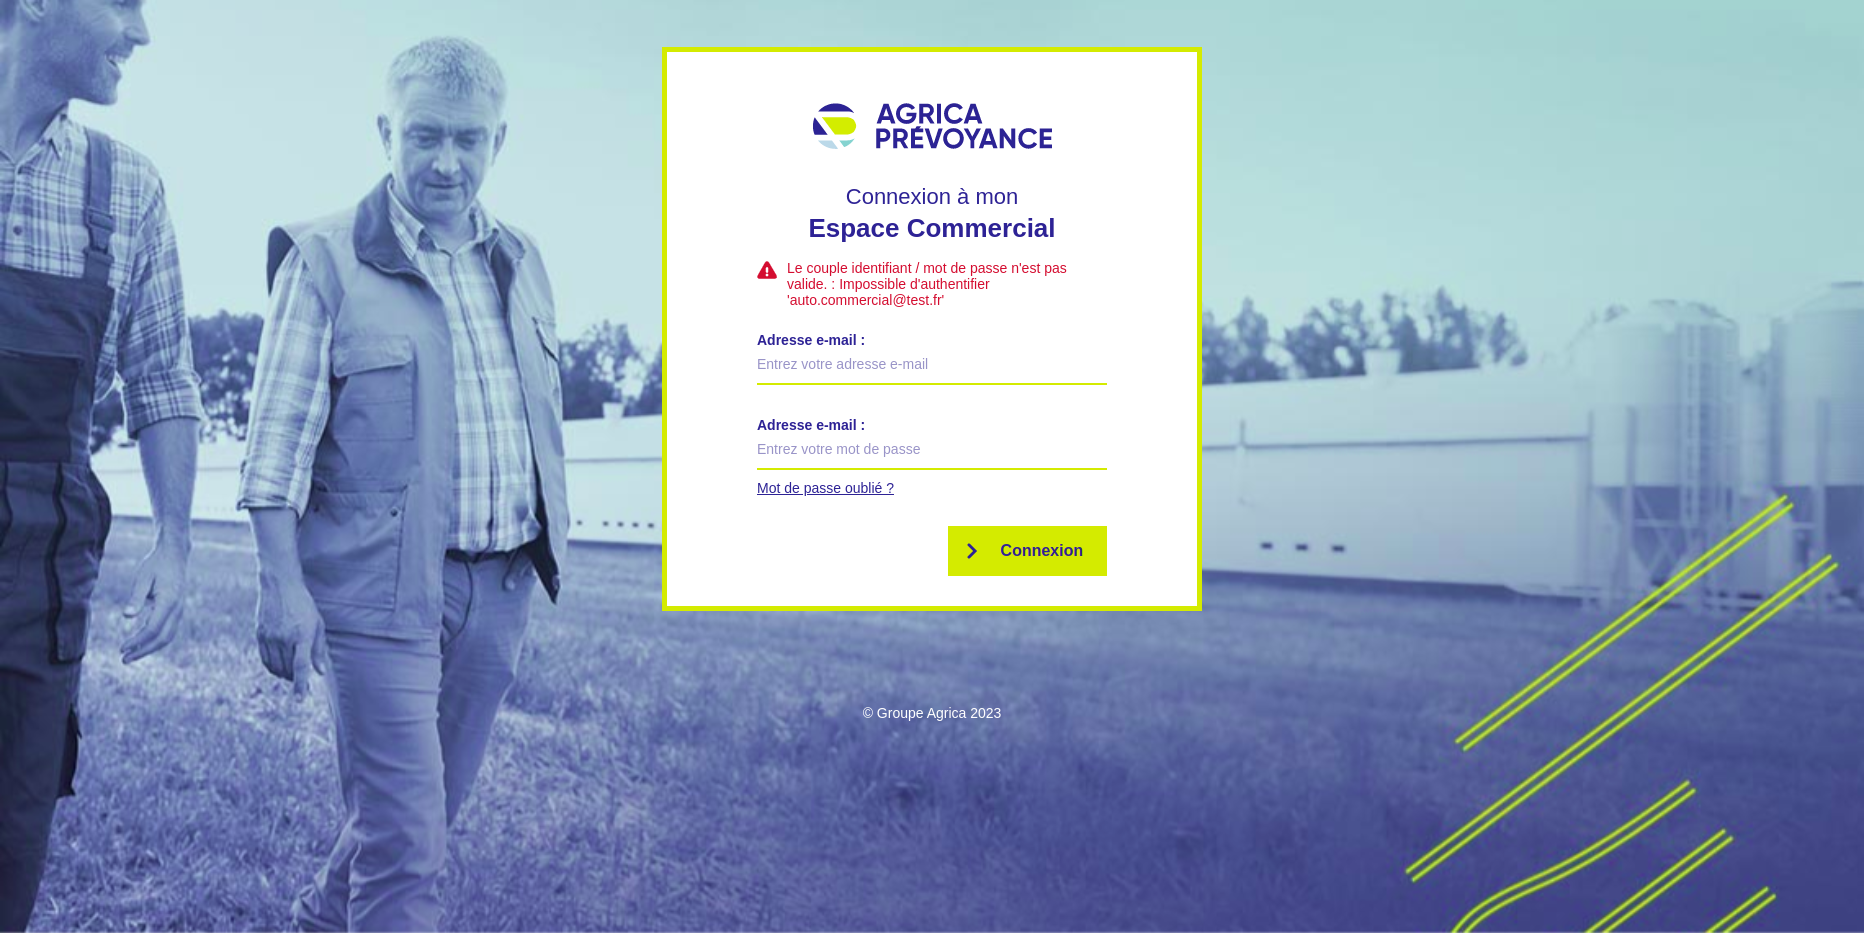 AGRICA
PRÉVOYANCE
Connexion à mon
Espace Commercial
Le couple identifiant / mot de passe n'est pas
valide. : Impossible d'authentifier
'auto.commercial@test.fr'
Adresse e-mail :
Entrez votre adresse e-mail
Adresse e-mail :
Entrez votre mot de passe
Mot de passe oublié ?
Connexion
© Groupe Agrica 2023